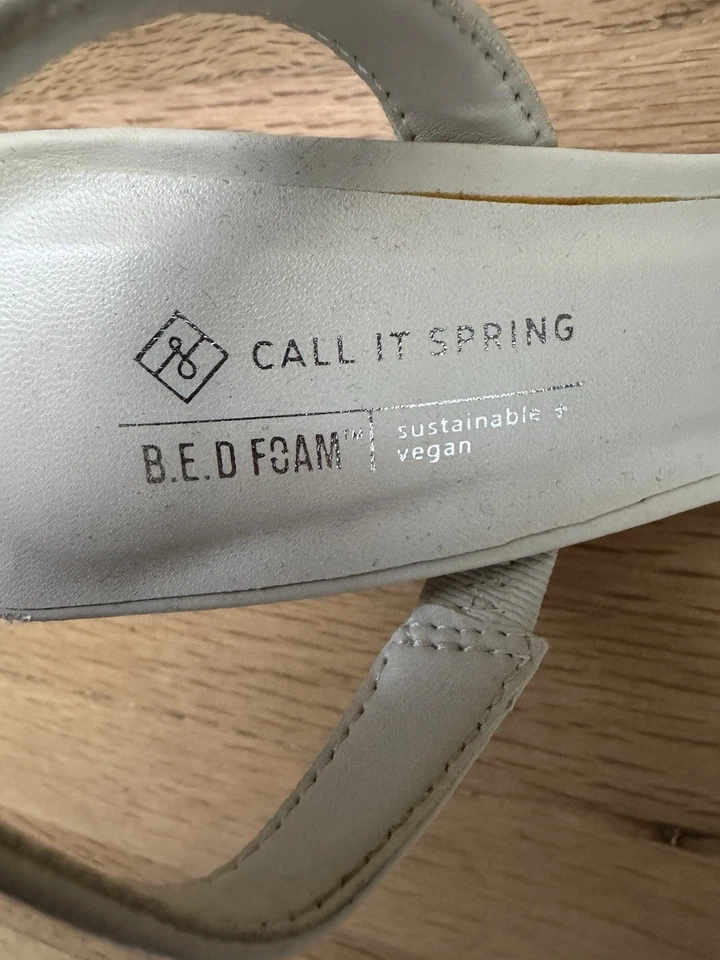 CALL IT SPRING
B.E.D FOAM™
sustainable +
vegan